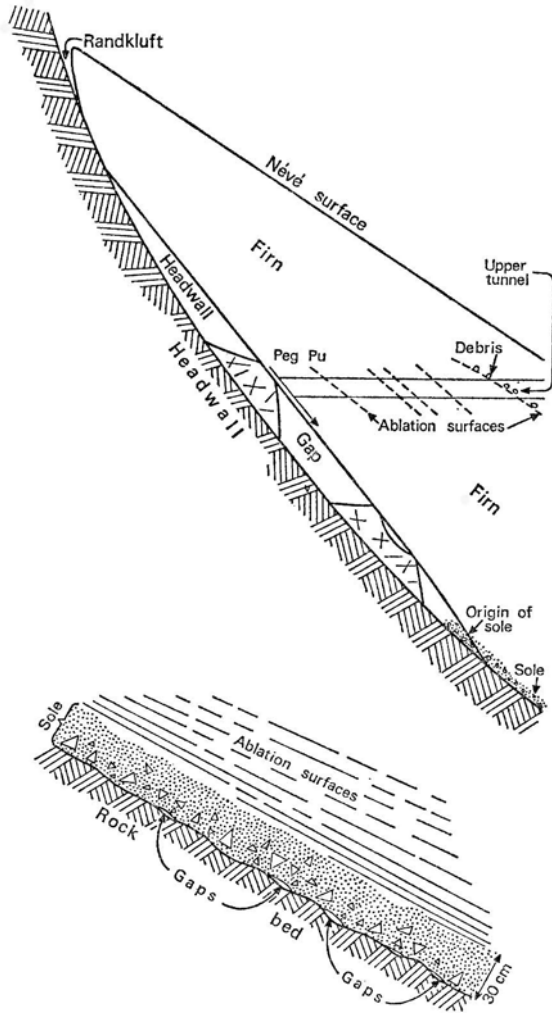 Randkluft
Névé surface
Firn
Headwall
Headwall
Upper
tunnel
Peg Pu
Debris
Ablation surfaces
Gap
Firn
Origin of
sole
Sole
Sole
Ablation surfaces
Rock
Gaps
bed
Gaps
30 cm